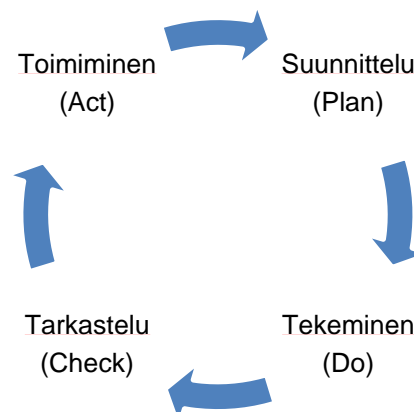 Toimiminen
(Act)
Suunnittelu
(Plan)
Tarkastelu
(Check)
Tekeminen
(Do)